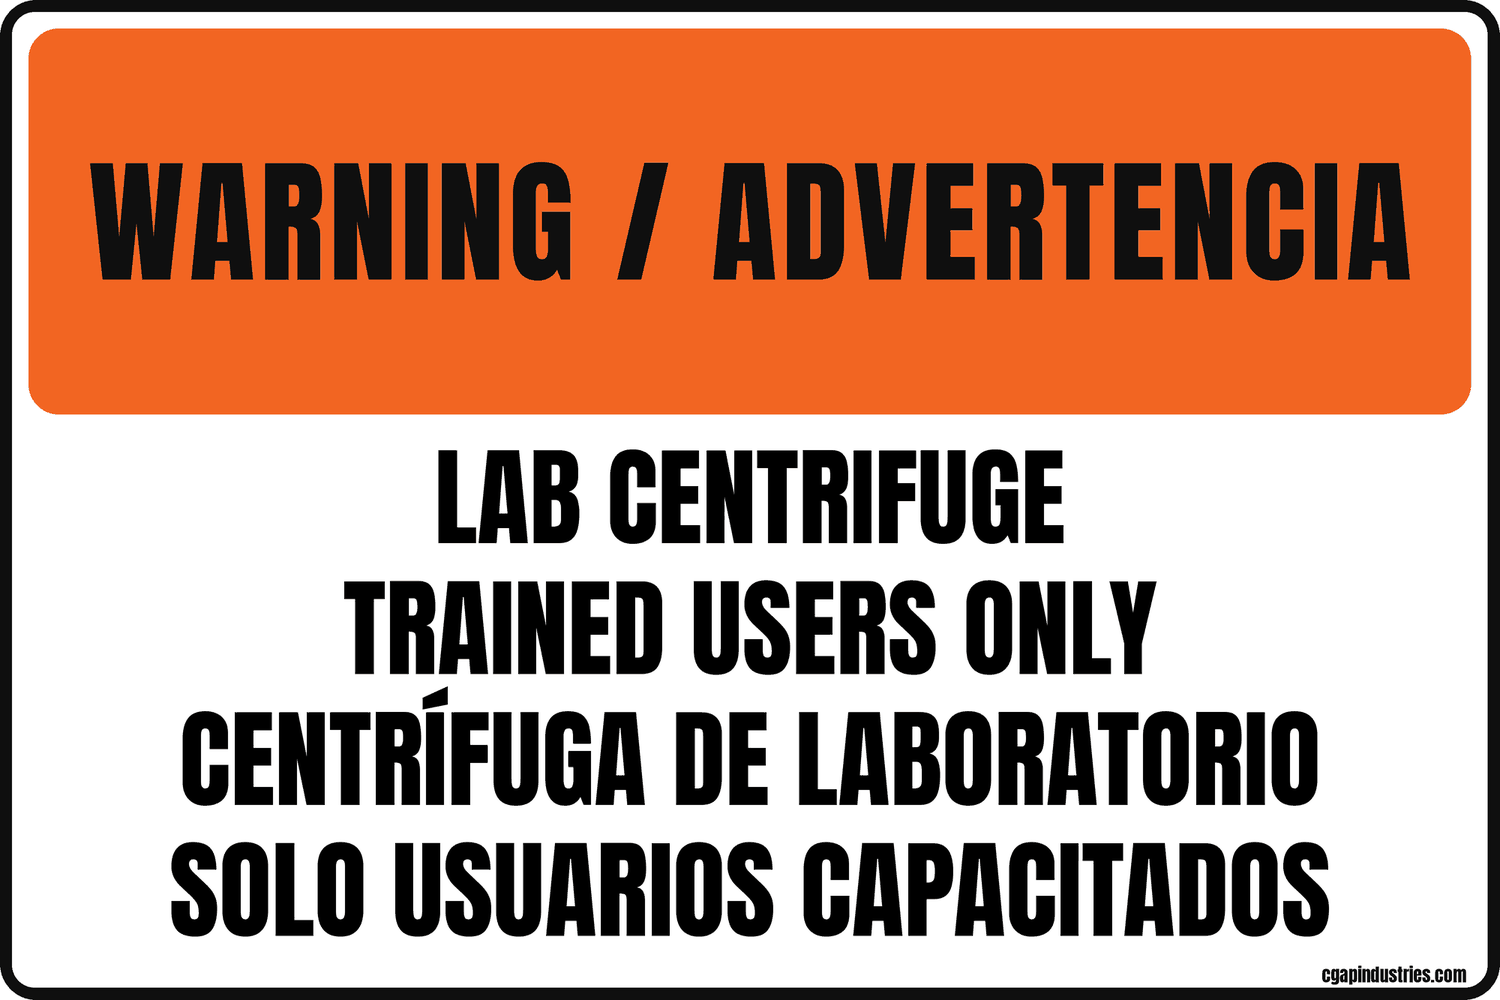 WARNING / ADVERTENCIA
LAB CENTRIFUGE
TRAINED USERS ONLY
CENTRÍFUGA DE LABORATORIO
SOLO USUARIOS CAPACITADOS
cgapindustries.com